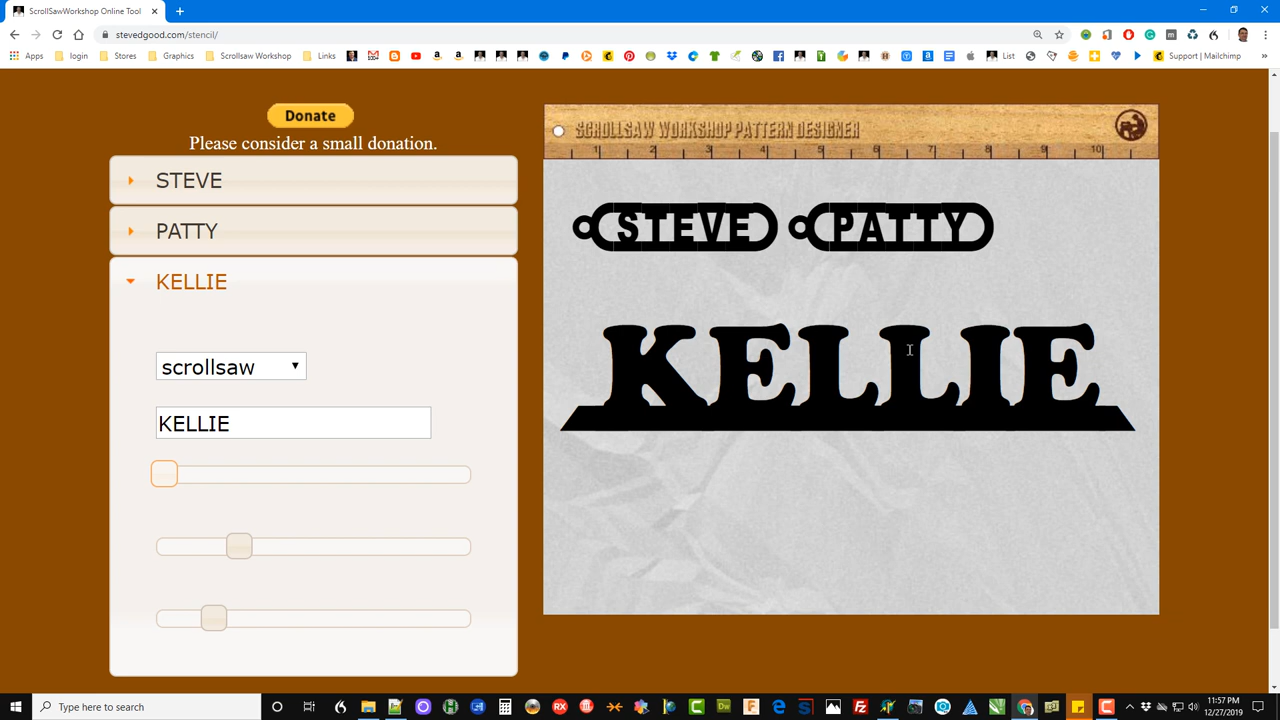 ScrollSawWorkshop Online Tool
stevedgood.com/stencil/
Apps login Stores Graphics Scrollsaw Workshop Links List Support | Mailchimp
Donate
Please consider a small donation.
STEVE
PATTY
KELLIE
scrollsaw
KELLIE
SCROLLSAW WORKSHOP PATTERN DESIGNER
1 2 3 4 5 6 7 8 9 10
STEVE PATTY
KELLIE
Type here to search
11:57 PM
12/27/2019